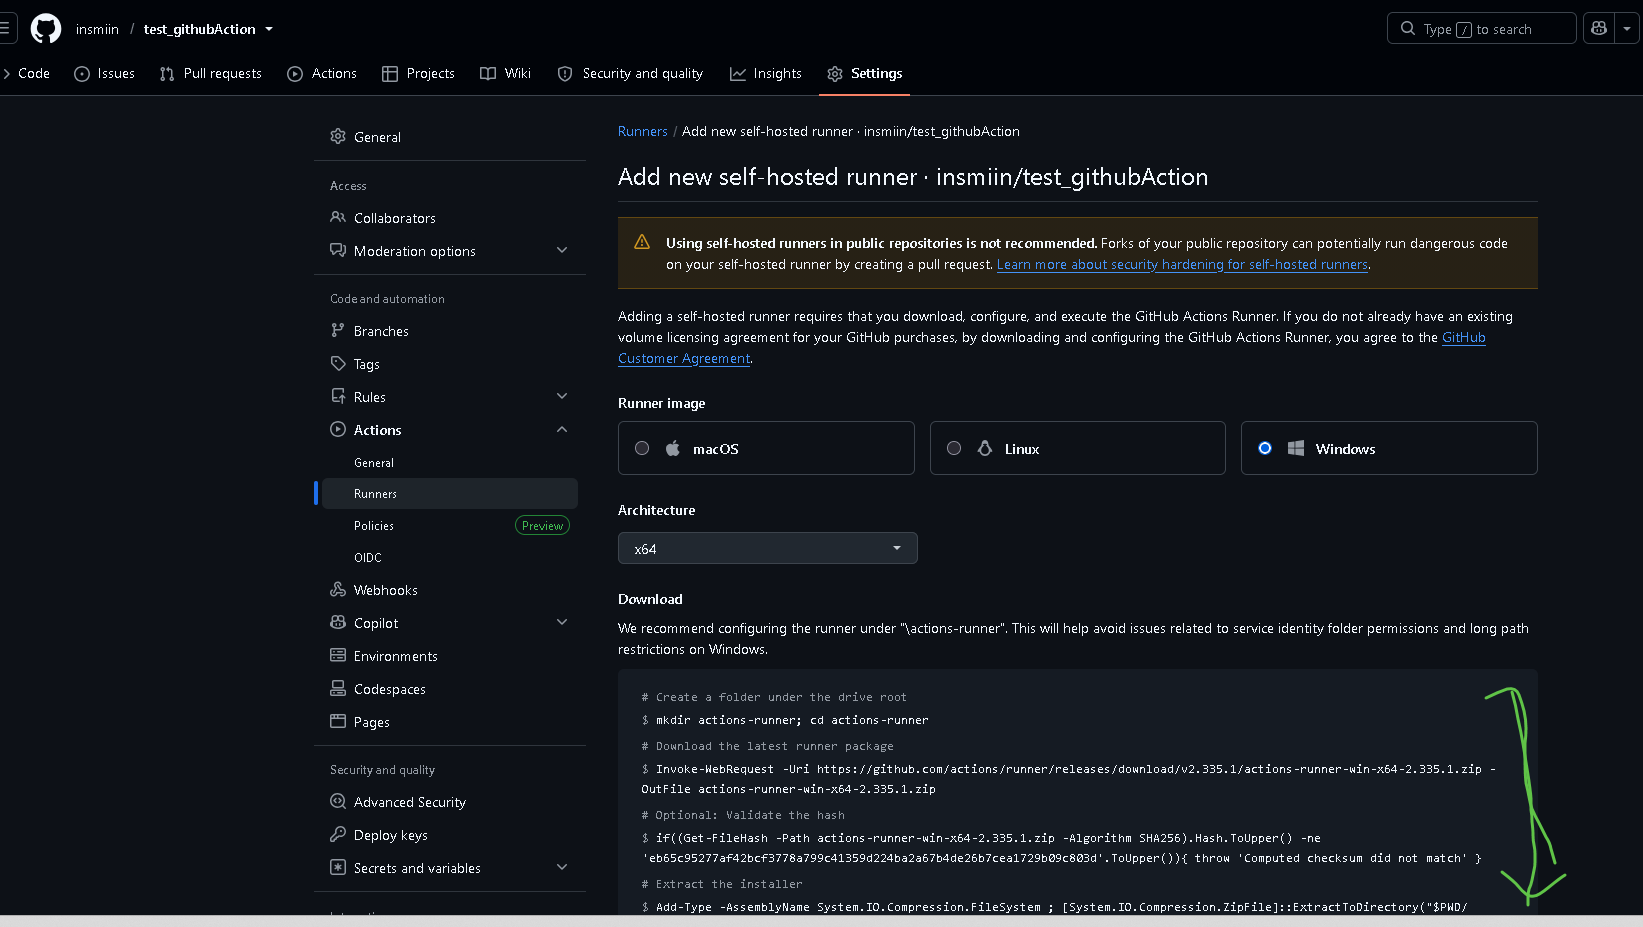 insmiin / test_githubAction
Type / to search
Code
Issues
Pull requests
Actions
Projects
Wiki
Security and quality
Insights
Settings
General
Access
Collaborators
Moderation options
Code and automation
Branches
Tags
Rules
Actions
General
Runners
Policies Preview
OIDC
Webhooks
Copilot
Environments
Codespaces
Pages
Security and quality
Advanced Security
Deploy keys
Secrets and variables
Runners / Add new self-hosted runner · insmiin/test_githubAction
Add new self-hosted runner · insmiin/test_githubAction
Using self-hosted runners in public repositories is not recommended. Forks of your public repository can potentially run dangerous code
on your self-hosted runner by creating a pull request. Learn more about security hardening for self-hosted runners.
Adding a self-hosted runner requires that you download, configure, and execute the GitHub Actions Runner. If you do not already have an existing
volume licensing agreement for your GitHub purchases, by downloading and configuring the GitHub Actions Runner, you agree to the GitHub
Customer Agreement.
Runner image
macOS
Linux
Windows
Architecture
x64
Download
We recommend configuring the runner under "\actions-runner". This will help avoid issues related to service identity folder permissions and long path
restrictions on Windows.
# Create a folder under the drive root
$ mkdir actions-runner; cd actions-runner
# Download the latest runner package
$ Invoke-WebRequest -Uri https://github.com/actions/runner/releases/download/v2.335.1/actions-runner-win-x64-2.335.1.zip -
OutFile actions-runner-win-x64-2.335.1.zip
# Optional: Validate the hash
$ if((Get-FileHash -Path actions-runner-win-x64-2.335.1.zip -Algorithm SHA256).Hash.ToUpper() -ne
'eb65c95277af42bcf3778a799c41359d224ba2a67b4de26b7cea1729b09c803d'.ToUpper()){ throw 'Computed checksum did not match' }
# Extract the installer
$ Add-Type -AssemblyName System.IO.Compression.FileSystem ; [System.IO.Compression.ZipFile]::ExtractToDirectory("$PWD/